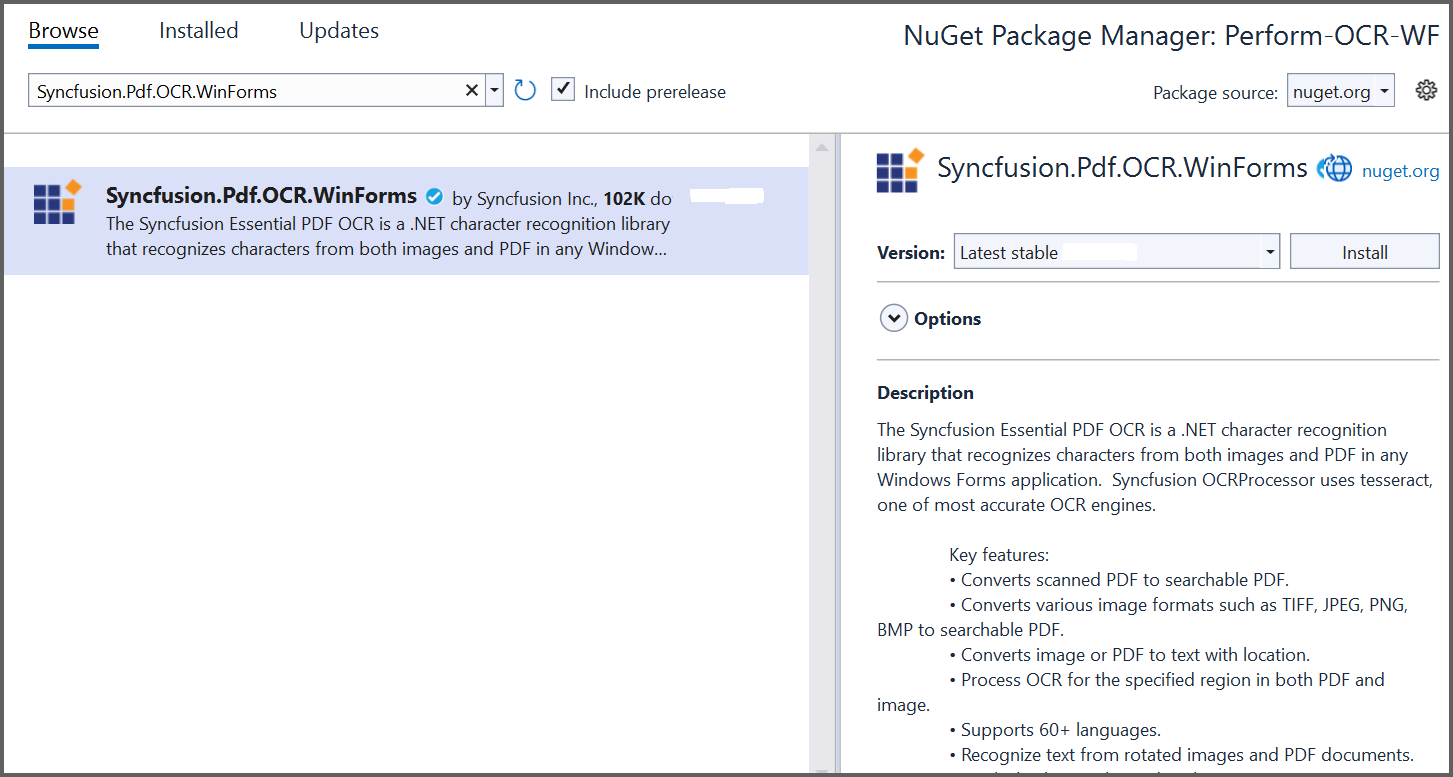 Browse Installed Updates
NuGet Package Manager: Perform-OCR-WF
Syncfusion.Pdf.OCR.WinForms
Include prerelease
Package source: nuget.org
Syncfusion.Pdf.OCR.WinForms by Syncfusion Inc., 102K do
The Syncfusion Essential PDF OCR is a .NET character recognition library
that recognizes characters from both images and PDF in any Window...
Syncfusion.Pdf.OCR.WinForms nuget.org
Version: Latest stable Install
Options
Description
The Syncfusion Essential PDF OCR is a .NET character recognition
library that recognizes characters from both images and PDF in any
Windows Forms application.  Syncfusion OCRProcessor uses tesseract,
one of most accurate OCR engines.
Key features:
• Converts scanned PDF to searchable PDF.
• Converts various image formats such as TIFF, JPEG, PNG,
BMP to searchable PDF.
• Converts image or PDF to text with location.
• Process OCR for the specified region in both PDF and
image.
• Supports 60+ languages.
• Recognize text from rotated images and PDF documents.